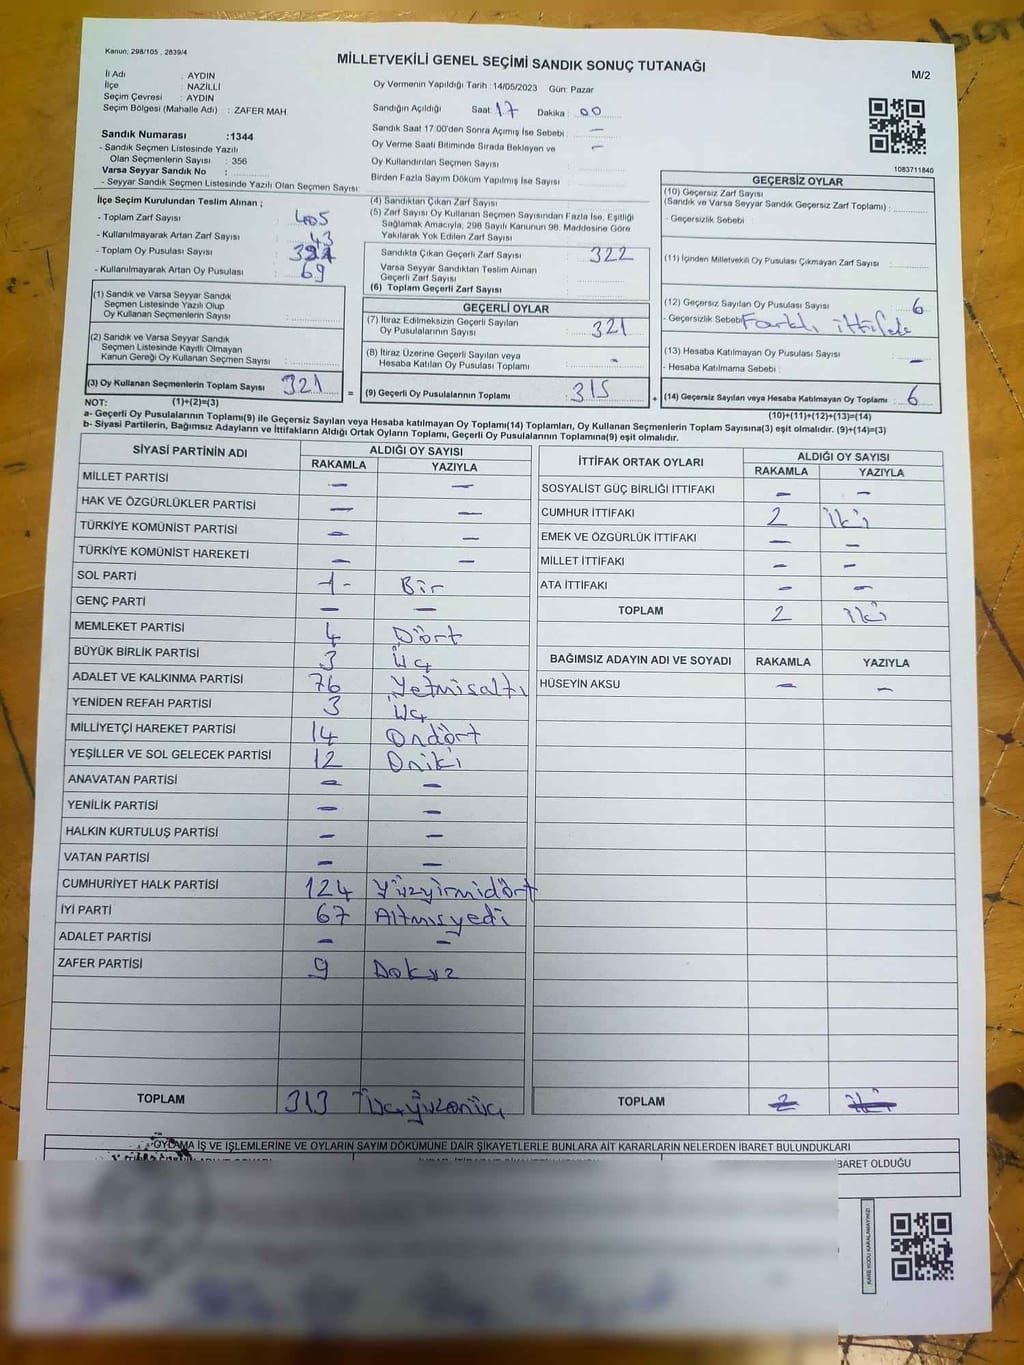 Kanun: 298/105 , 2839/4
MİLLETVEKİLİ GENEL SEÇİMİ SANDIK SONUÇ TUTANAĞI
M/2
İl Adı : AYDIN
İlçe : NAZİLLİ
Seçim Çevresi : AYDIN
Seçim Bölgesi (Mahalle Adı) : ZAFER MAH.
Oy Vermenin Yapıldığı Tarih :14/05/2023 Gün: Pazar
Sandığın Açıldığı Saat: 17 Dakika : 00
Sandık Saat 17:00'den Sonra Açımış İse Sebebi : —
Oy Verme Saati Bitiminde Sırada Bekleyen ve —
Oy Kullandırılan Seçmen Sayısı :
Birden Fazla Sayım Döküm Yapılmış İse Sayısı :
Sandık Numarası :1344
- Sandık Seçmen Listesinde Yazılı
Olan Seçmenlerin Sayısı : 356
Varsa Seyyar Sandık No :
- Seyyar Sandık Seçmen Listesinde Yazılı Olan Seçmen Sayısı:
1083711840
İlçe Seçim Kurulundan Teslim Alınan ;
- Toplam Zarf Sayısı : 405
- Kullanılmayarak Artan Zarf Sayısı : 43
- Toplam Oy Pusulası Sayısı :
- Kullanılmayarak Artan Oy Pusulası : 69
(4) Sandıktan Çıkan Zarf Sayısı :
(5) Zarf Sayısı Oy Kullanan Seçmen Sayısından Fazla İse, Eşitliği
Sağlamak Amacıyla, 298 Sayılı Kanunun 98. Maddesine Göre
Yakılarak Yok Edilen Zarf Sayısı :
Sandıkta Çıkan Geçerli Zarf Sayısı : 322
Varsa Seyyar Sandıktan Teslim Alınan
Geçerli Zarf Sayısı :
(6) Toplam Geçerli Zarf Sayısı :
GEÇERSİZ OYLAR
(10) Geçersiz Zarf Sayısı
(Sandık ve Varsa Seyyar Sandık Geçersiz Zarf Toplamı) :
- Geçersizlik Sebebi :
(11) İçinden Milletvekili Oy Pusulası Çıkmayan Zarf Sayısı :
(12) Geçersiz Sayılan Oy Pusulası Sayısı : 6
- Geçersizlik Sebebi: Farklı ittifak
(13) Hesaba Katılmayan Oy Pusulası Sayısı : —
- Hesaba Katılmama Sebebi :
(14) Geçersiz Sayılan veya Hesaba Katılmayan Oy Toplamı : 6
(1) Sandık ve Varsa Seyyar Sandık
Seçmen Listesinde Yazılı Olup
Oy Kullanan Seçmenlerin Sayısı :
(2) Sandık ve Varsa Seyyar Sandık
Seçmen Listesinde Kayıtlı Olmayan
Kanun Gereği Oy Kullanan Seçmen Sayısı :
(3) Oy Kullanan Seçmenlerin Toplam Sayısı 321 =
GEÇERLİ OYLAR
(7) İtiraz Edilmeksizin Geçerli Sayılan
Oy Pusulalarının Sayısı : 321
(8) İtiraz Üzerine Geçerli Sayılan veya
Hesaba Katılan Oy Pusulası Toplamı : -
(9) Geçerli Oy Pusulalarının Toplamı : 315 +
NOT: (1)+(2)=(3)
(10)+(11)+(12)+(13)=(14)
a- Geçerli Oy Pusulalarının Toplamı(9) ile Geçersiz Sayılan veya Hesaba katılmayan Oy Toplamı(14) Toplamları, Oy Kullanan Seçmenlerin Toplam Sayısına(3) eşit olmalıdır. (9)+(14)=(3)
b- Siyasi Partilerin, Bağımsız Adayların ve İttifakların Aldığı Ortak Oyların Toplamı, Geçerli Oy Pusulalarının Toplamına(9) eşit olmalıdır.
SİYASİ PARTİNİN ADI ALDIĞI OY SAYISI
RAKAMLA YAZIYLA
MİLLET PARTİSİ — —
HAK VE ÖZGÜRLÜKLER PARTİSİ — —
TÜRKİYE KOMÜNİST PARTİSİ — —
TÜRKİYE KOMÜNİST HAREKETİ — —
SOL PARTİ -1- Bir
GENÇ PARTİ — —
MEMLEKET PARTİSİ 4 Dört
BÜYÜK BİRLİK PARTİSİ 3 Üç
ADALET VE KALKINMA PARTİSİ 76 Yetmisaltı
YENİDEN REFAH PARTİSİ 3 Üç
MİLLİYETÇİ HAREKET PARTİSİ 14 Ondört
YEŞİLLER VE SOL GELECEK PARTİSİ 12 Oniki
ANAVATAN PARTİSİ — —
YENİLİK PARTİSİ — —
HALKIN KURTULUŞ PARTİSİ — —
VATAN PARTİSİ — —
CUMHURİYET HALK PARTİSİ 124 Yüzyirmidört
İYİ PARTİ 67 Altmışyedi
ADALET PARTİSİ — —
ZAFER PARTİSİ 9 Dokuz
TOPLAM 313 Üçyüzonüç
İTTİFAK ORTAK OYLARI ALDIĞI OY SAYISI
RAKAMLA YAZIYLA
SOSYALİST GÜÇ BİRLİĞİ İTTİFAKI — —
CUMHUR İTTİFAKI 2 İki
EMEK VE ÖZGÜRLÜK İTTİFAKI — —
MİLLET İTTİFAKI — —
ATA İTTİFAKI — —
TOPLAM 2 İki
BAĞIMSIZ ADAYIN ADI VE SOYADI RAKAMLA YAZIYLA
HÜSEYİN AKSU — —
TOPLAM 2 İki
OYLAMA İŞ VE İŞLEMLERİNE VE OYLARIN SAYIM DÖKÜMÜNE DAİR ŞİKAYETLERLE BUNLARA AİT KARARLARIN NELERDEN İBARET BULUNDUKLARI
İBARET OLDUĞU
KARE KODU KARALAMAYINIZ!